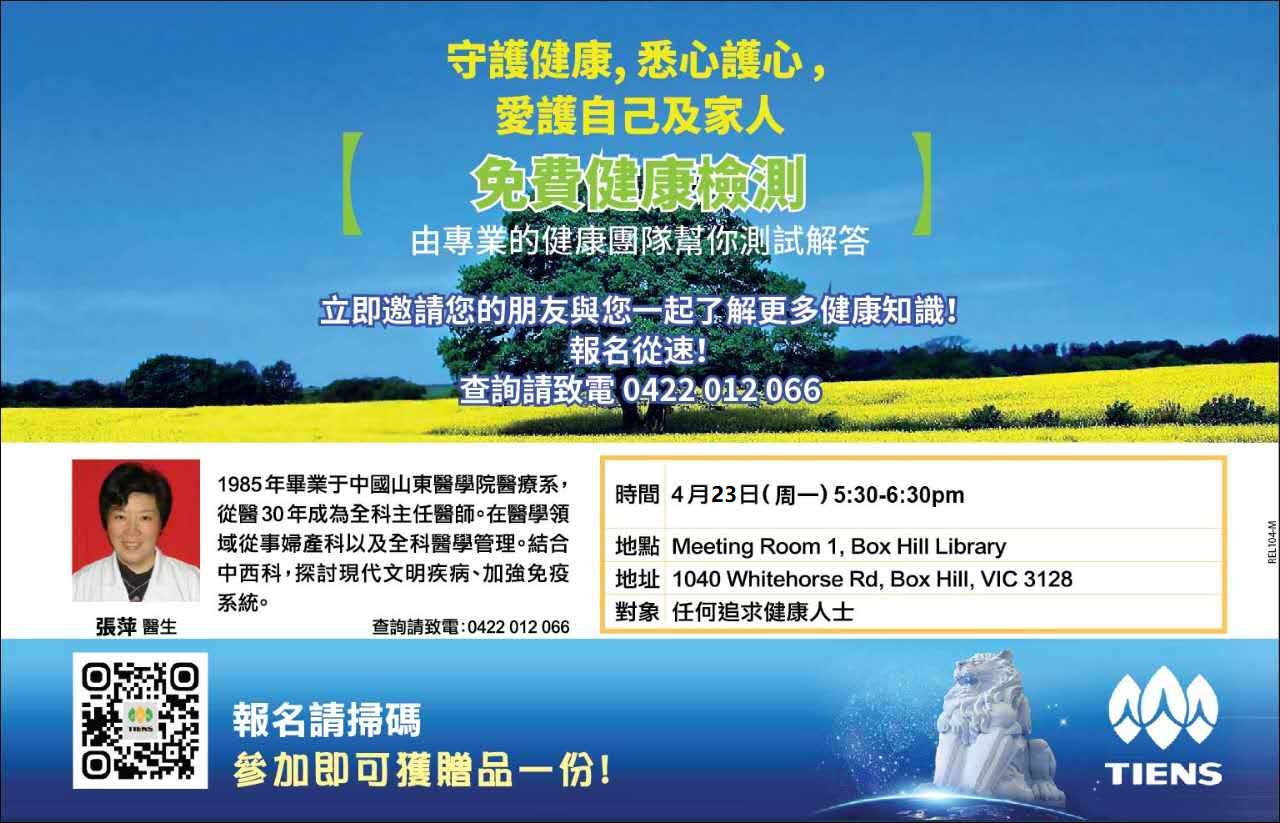 守護健康, 悉心護心 ,
愛護自己及家人
【免費健康檢測】
由專業的健康團隊幫你測試解答
立即邀請您的朋友與您一起了解更多健康知識!
報名從速!
查詢請致電 0422 012 066
1985年畢業于中國山東醫學院醫療系,
從醫30年成為全科主任醫師。在醫學領
域從事婦產科以及全科醫學管理。結合
中西科,探討現代文明疾病、加強免疫
系統。
張萍 醫生
查詢請致電:0422 012 066
時間 4月23日(周一) 5:30-6:30pm
地點 Meeting Room 1, Box Hill Library
地址 1040 Whitehorse Rd, Box Hill, VIC 3128
對象 任何追求健康人士
REL104-M
TIENS
報名請掃碼
參加即可獲贈品一份!
TIENS